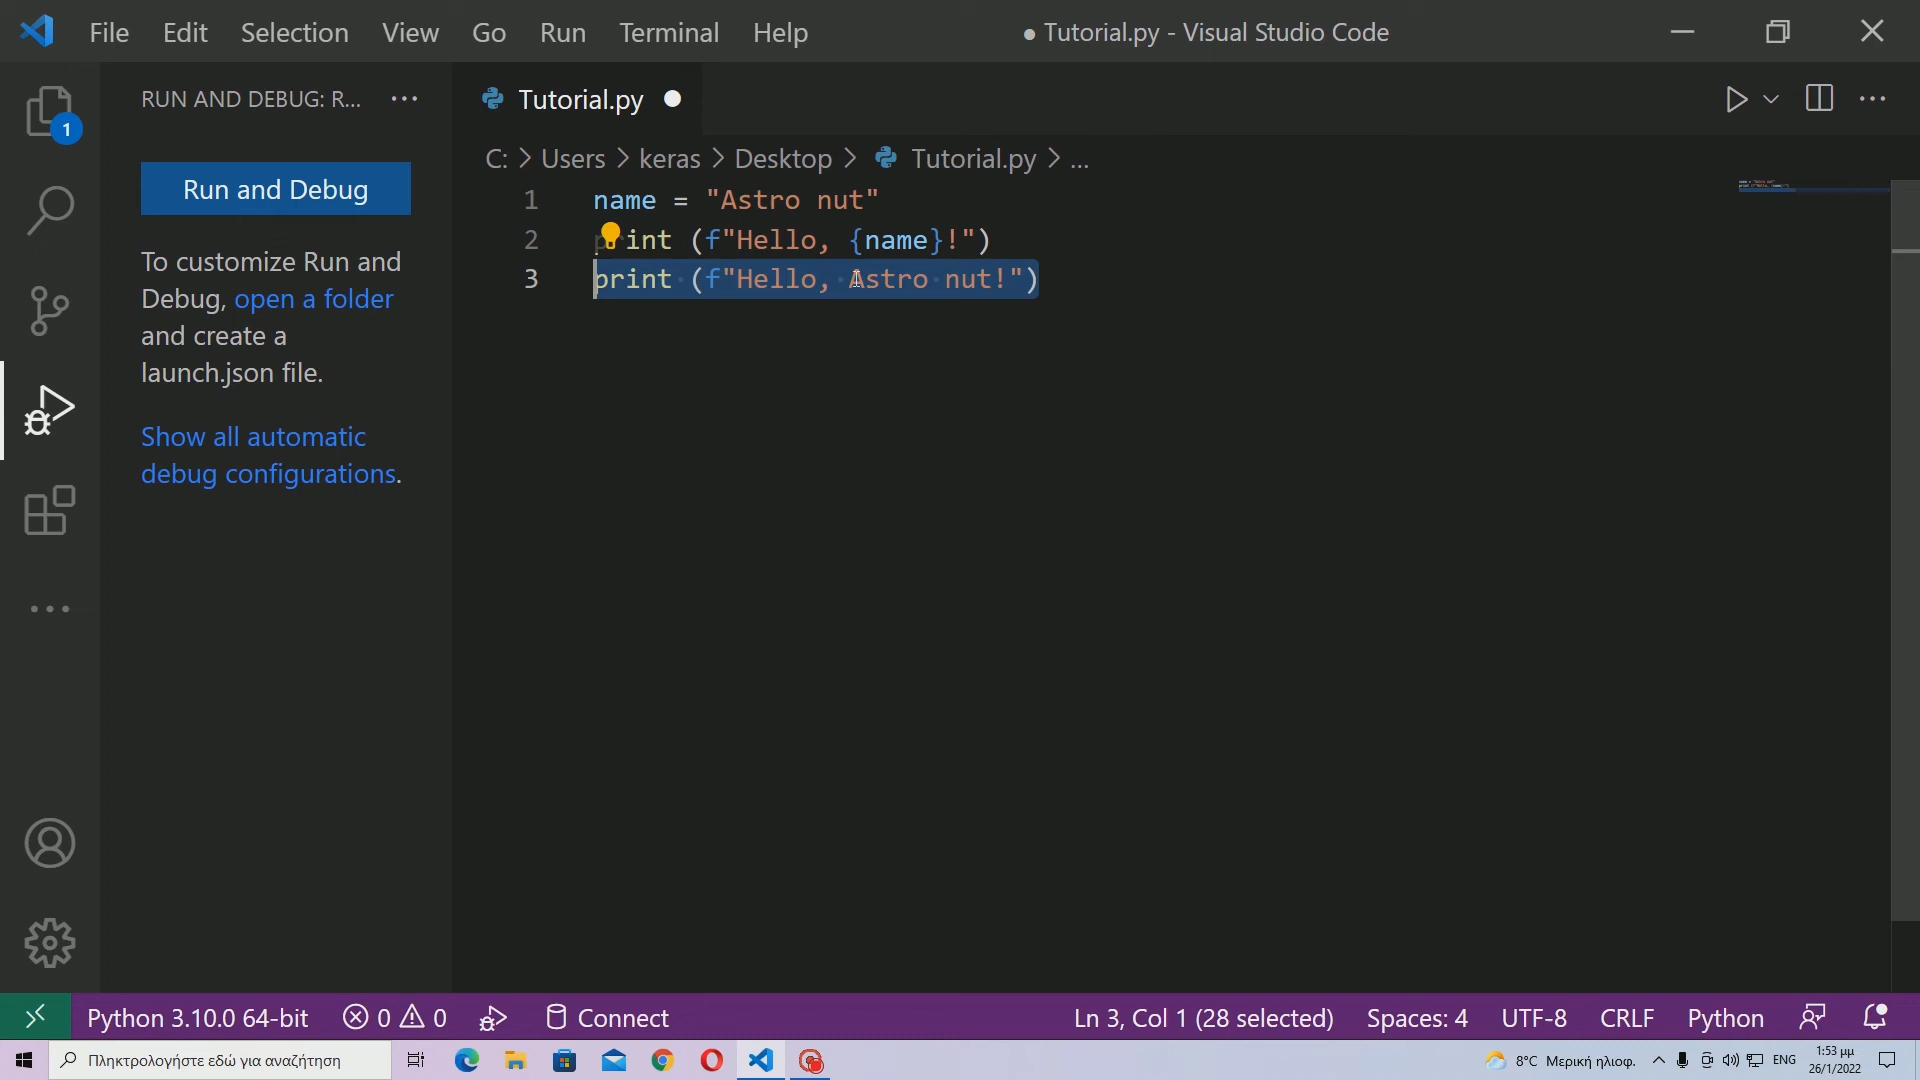 File Edit Selection View Go Run Terminal Help ● Tutorial.py - Visual Studio Code
RUN AND DEBUG: R... ···
Tutorial.py
1
C: > Users > keras > Desktop > Tutorial.py > ...
Run and Debug
To customize Run and
Debug, open a folder
and create a
launch.json file.
Show all automatic
debug configurations.
1 name = "Astro nut"
2 print (f"Hello, {name}!")
3 print (f"Hello, Astro nut!")
Python 3.10.0 64-bit 0 0 Connect Ln 3, Col 1 (28 selected) Spaces: 4 UTF-8 CRLF Python
Πληκτρολογήστε εδώ για αναζήτηση 8°C Μερική ηλιοφ. ENG 1:53 μμ
26/1/2022